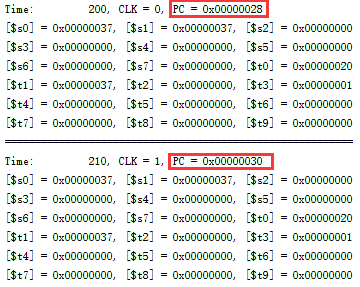 Time: 200, CLK = 0, PC = 0x00000028
[$s0] = 0x00000037, [$s1] = 0x00000037, [$s2] = 0x00000000
[$s3] = 0x00000000, [$s4] = 0x00000000, [$s5] = 0x00000000
[$s6] = 0x00000000, [$s7] = 0x00000000, [$t0] = 0x00000020
[$t1] = 0x00000037, [$t2] = 0x00000000, [$t3] = 0x00000001
[$t4] = 0x00000000, [$t5] = 0x00000000, [$t6] = 0x00000000
[$t7] = 0x00000000, [$t8] = 0x00000000, [$t9] = 0x00000000
Time: 210, CLK = 1, PC = 0x00000030
[$s0] = 0x00000037, [$s1] = 0x00000037, [$s2] = 0x00000000
[$s3] = 0x00000000, [$s4] = 0x00000000, [$s5] = 0x00000000
[$s6] = 0x00000000, [$s7] = 0x00000000, [$t0] = 0x00000020
[$t1] = 0x00000037, [$t2] = 0x00000000, [$t3] = 0x00000001
[$t4] = 0x00000000, [$t5] = 0x00000000, [$t6] = 0x00000000
[$t7] = 0x00000000, [$t8] = 0x00000000, [$t9] = 0x00000000